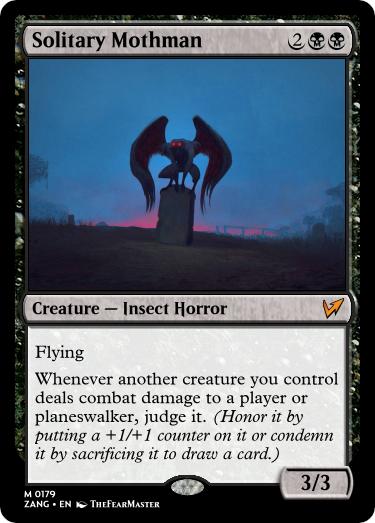 Solitary Mothman 2
Creature — Insect Horror
Flying
Whenever another creature you control
deals combat damage to a player or
planeswalker, judge it. (Honor it by
putting a +1/+1 counter on it or condemn
it by sacrificing it to draw a card.)
3/3
M 0179
ZANG • EN TheFearMaster